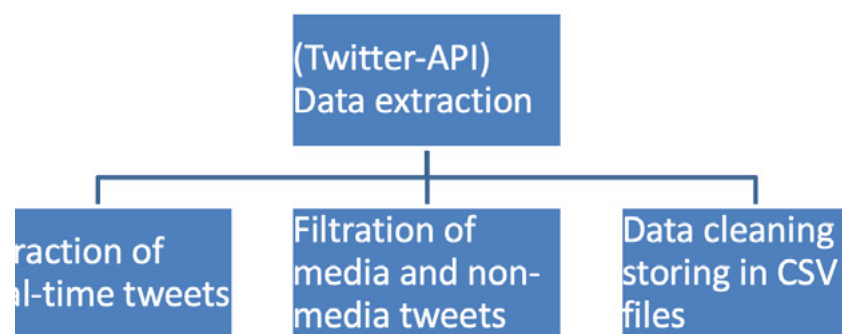 (Twitter-API)
Data extraction
raction of
al-time tweets
Filtration of
media and non-
media tweets
Data cleaning
storing in CSV
files